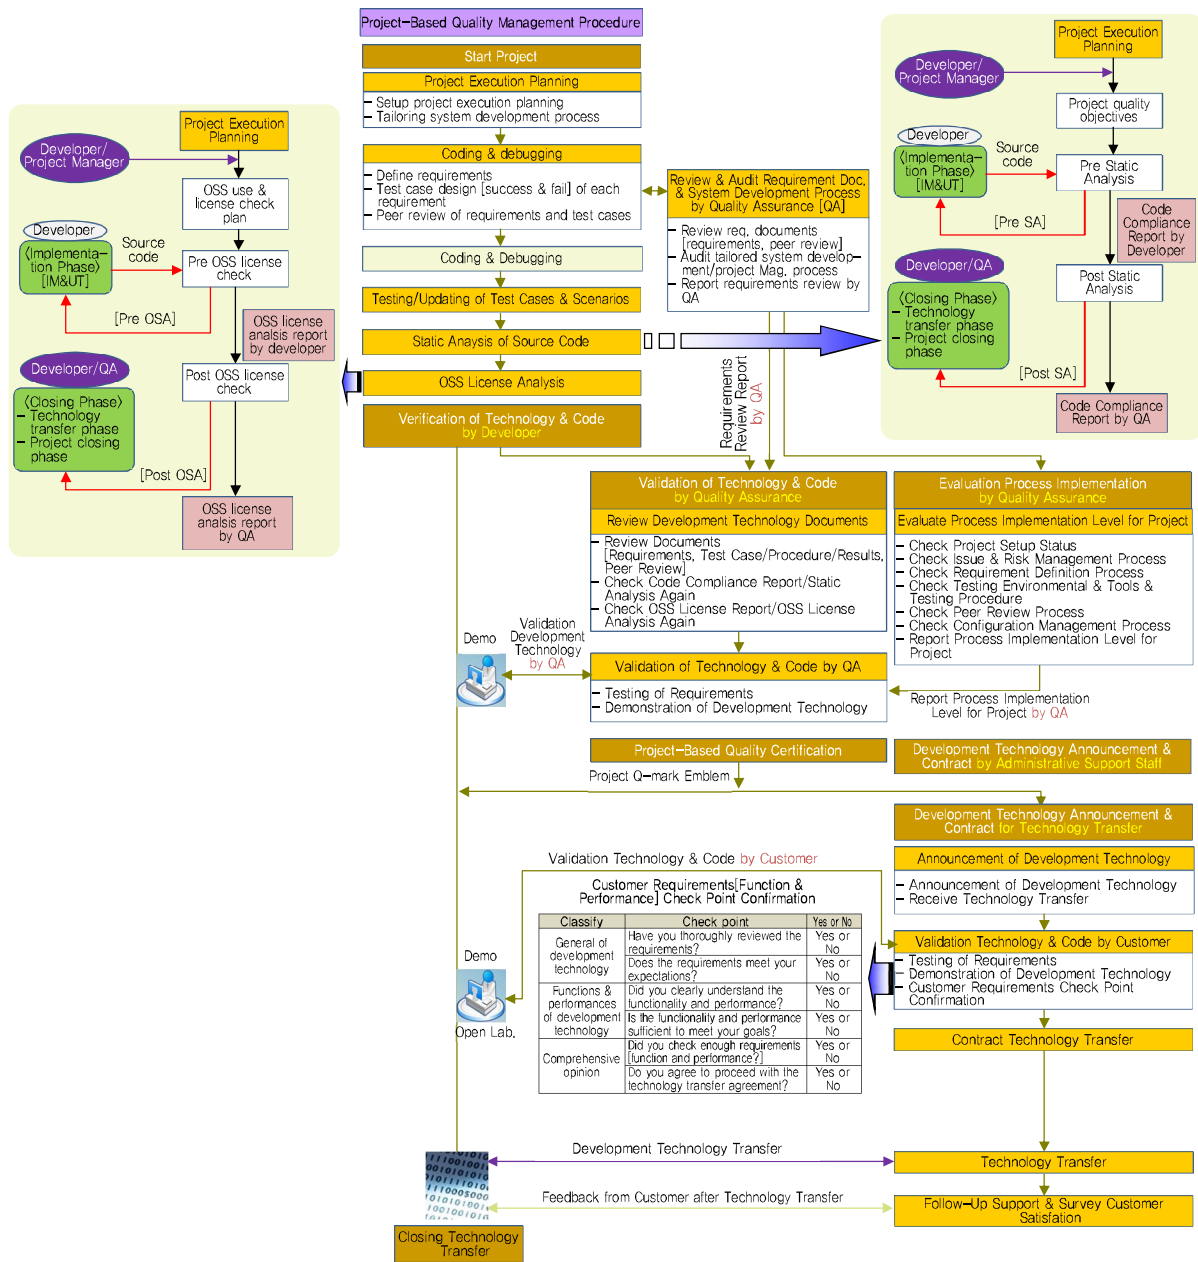 Project-Based Quality Management Procedure
Start Project
Project Execution Planning
- Setup project execution planning
- Tailoring system development process
Coding & debugging
- Define requirements
- Test case design [success & fail] of each
requirement
- Peer review of requirements and test cases
Coding & Debugging
Testing/Updating of Test Cases & Scenarios
Static Anaysis of Source Code
OSS License Analysis
Verification of Technology & Code
by Developer
Project Execution
Planning
Developer/
Project Manager
OSS use &
license check
plan
Developer
〈Implementa-
tion Phase〉
[IM&UT]
Source
code
Pre OSS license
check
[Pre OSA]
OSS license
analsis report
by developer
Developer/QA
Post OSS license
check
〈Closing Phase〉
- Technology
transfer phase
- Project closing
phase
[Post OSA]
OSS license
analsis report
by QA
Review & Audit Requirement Doc,
& System Development Process
by Quality Assurance [QA]
- Review req, documents
[requirements, peer review]
- Audit tailored system develop-
ment/project Mag, process
- Report requirements review by
QA
Requirements
Review Report
by QA
Project Execution
Planning
Developer/
Project Manager
Project quality
objectives
Developer
〈Implementa-
tion Phase〉
[IM&UT]
Source
code
Pre Static
Analysis
[Pre SA]
Code
Compliance
Report by
Developer
Developer/QA
Post Static
Analysis
〈Closing Phase〉
- Technology
transfer phase
- Project closing
phase
[Post SA]
Code Compliance
Report by QA
Validation of Technology & Code
by Quality Assurance
Review Development Technology Documents
- Review Documents
[Requirements, Test Case/Procedure/Results,
Peer Review]
- Check Code Compliance Report/Static
Analysis Again
- Check OSS License Report/OSS License
Analysis Again
Evaluation Process Implementation
by Quality Assurance
Evaluate Process Implementation Level for Project
- Check Project Setup Status
- Check Issue & Risk Management Process
- Check Requirement Definition Process
- Check Testing Environmental & Tools &
Testing Procedure
- Check Peer Review Process
- Check Configuration Management Process
- Report Process Implementation Level for
Project
Demo
Validation
Development
Technology
by QA
Validation of Technology & Code by QA
- Testing of Requirements
- Demonstration of Development Technology
Report Process Implementation
Level for Project by QA
Project-Based Quality Certification
Project Q-mark Emblem
Development Technology Announcement &
Contract by Administrative Support Staff
Development Technology Announcement &
Contract for Technology Transfer
Announcement of Development Technology
- Announcement of Development Technology
- Receive Technology Transfer
Validation Technology & Code by Customer
Customer Requirements[Function &
Performance] Check Point Confirmation
Classify Check point Yes or No
General of
development
technology
Have you thoroughly reviewed the
requirements?
Yes or
No
Does the requirements meet your
expectations?
Yes or
No
Functions &
performances
of development
technology
Did you clearly understand the
functionality and performance?
Yes or
No
Is the functionality and performance
sufficient to meet your goals?
Yes or
No
Comprehensive
opinion
Did you check enough requirements
[function and performance?]
Yes or
No
Do you agree to proceed with the
technology transfer agreement?
Yes or
No
Demo
Open Lab,
Validation Technology & Code by Customer
- Testing of Requirements
- Demonstration of Development Technology
- Customer Requirements Check Point
Confirmation
Contract Technology Transfer
Development Technology Transfer
Technology Transfer
Feedback from Customer after Technology Transfer
Follow-Up Support & Survey Customer
Satisfation
Closing Technology
Transfer